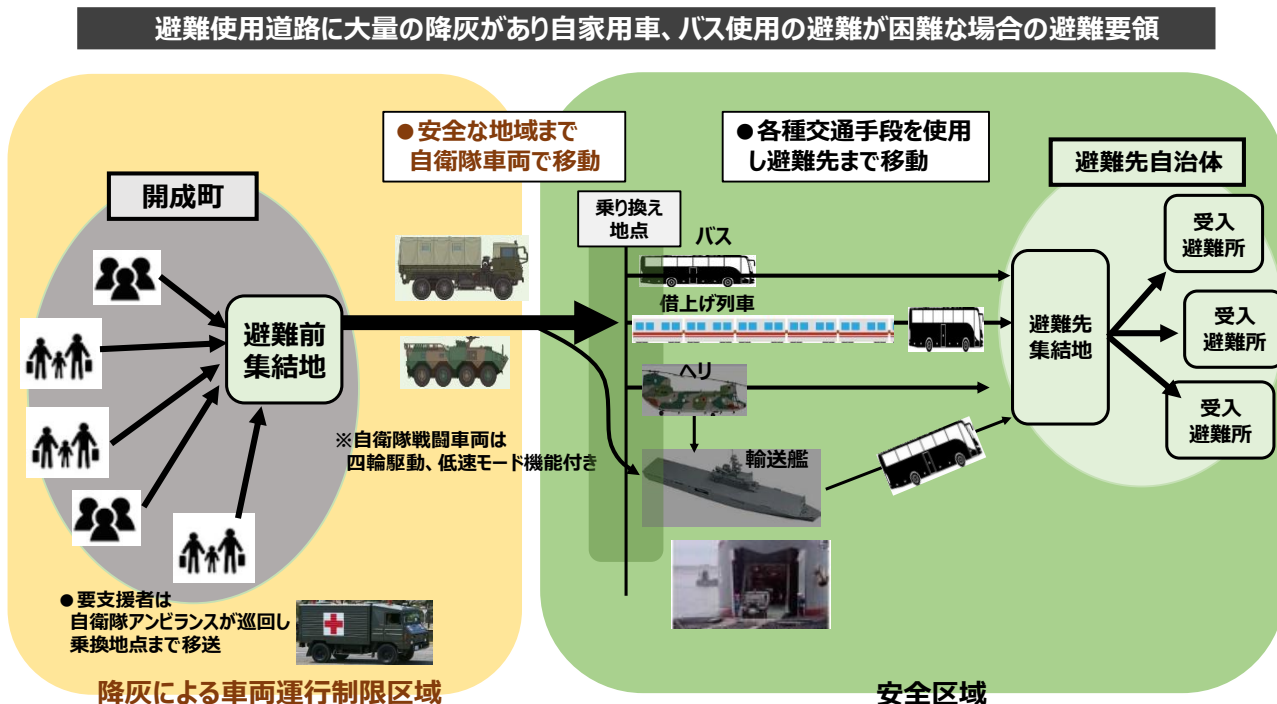 避難使用道路に大量の降灰があり自家用車、バス使用の避難が困難な場合の避難要領
●安全な地域まで
自衛隊車両で移動
●各種交通手段を使用
し避難先まで移動
避難先自治体
開成町
乗り換え
地点
バス
受入
避難所
借上げ列車
避難前
集結地
避難先
集結地
受入
避難所
ヘリ
受入
避難所
※自衛隊戦闘車両は
四輪駆動、低速モード機能付き
輸送艦
●要支援者は
自衛隊アンビランスが巡回し
乗換地点まで移送
降灰による車両運行制限区域
安全区域